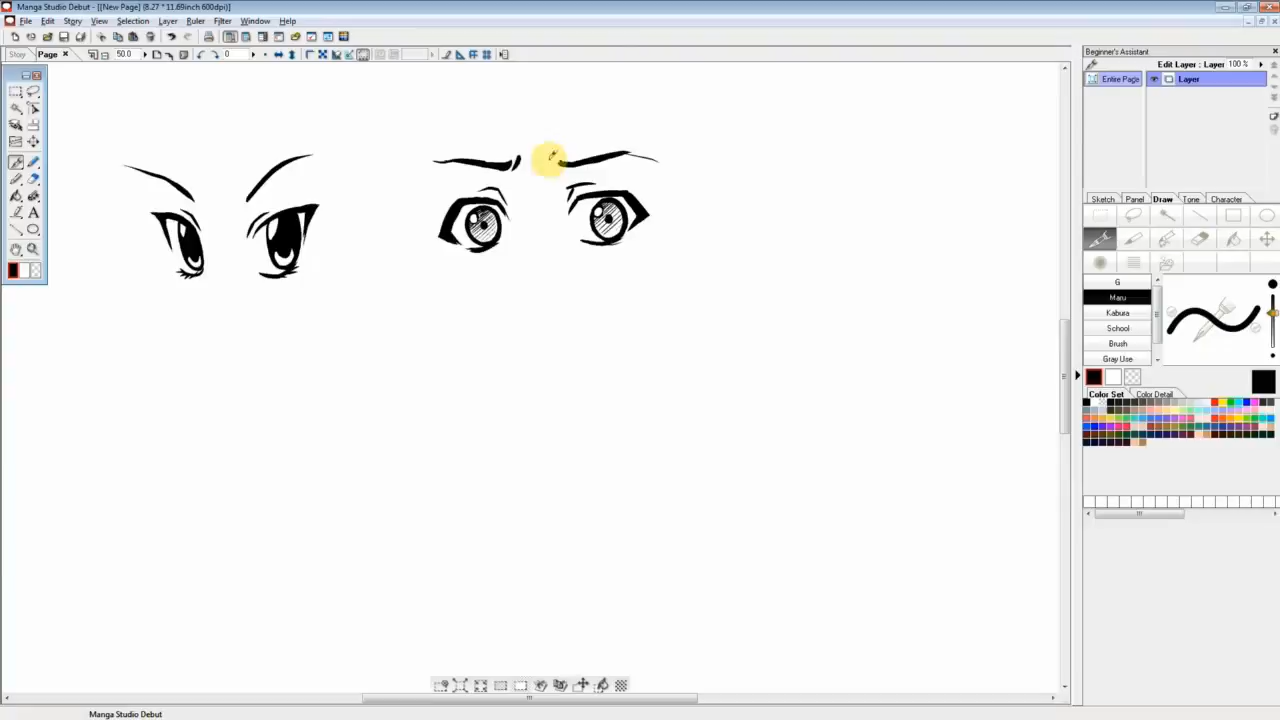 Manga Studio Debut - [[New Page] (8.27 * 11.69inch 600dpi)]
File Edit Story View Selection Layer Ruler Filter Window Help
Story Page 50.0 0
Beginner's Assistant
Edit Layer : Layer 100 %
Entire Page Layer
Sketch Panel Draw Tone Character
G
Maru
Kabura
School
Brush
Gray Use
Color Set Color Detail
Manga Studio Debut